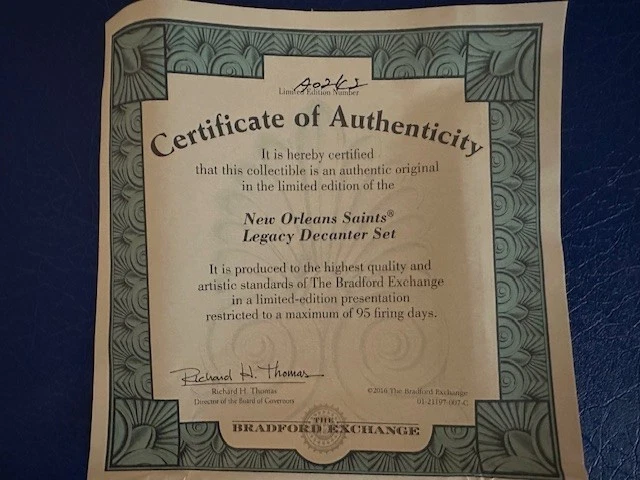 Limited Edition Number
Certificate of Authenticity
It is hereby certified
that this collectible is an authentic original
in the limited edition of the
New Orleans Saints®
Legacy Decanter Set
It is produced to the highest quality and
artistic standards of The Bradford Exchange
in a limited-edition presentation
restricted to a maximum of 95 firing days.
Richard H. Thomas
Richard H. Thomas
Director of the Board of Governors
©2016 The Bradford Exchange
01-21197-007-C
THE
BRADFORD EXCHANGE